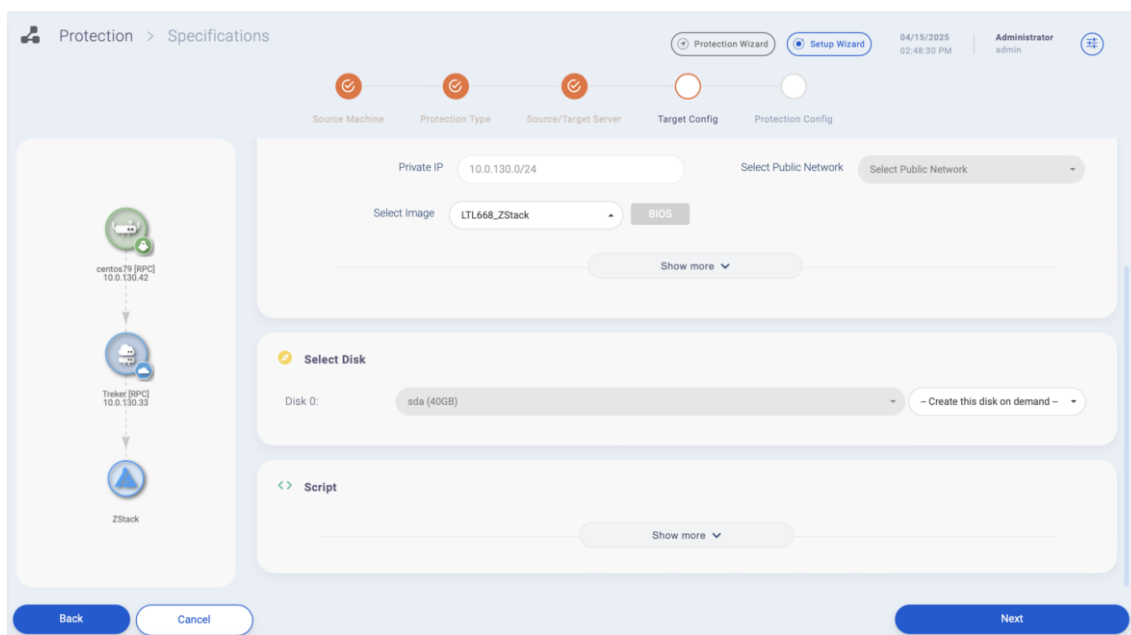 Protection > Specifications
Protection Wizard
Setup Wizard
04/15/2025
02:48:30 PM
Administrator
admin
Source Machine
Protection Type
Source/Target Server
Target Config
Protection Config
Private IP
10.0.130.0/24
Select Public Network
Select Public Network
Select Image
LTL668_ZStack
BIOS
Show more
centos79 [RPC]
10.0.130.42
Treker [RPC]
10.0.130.33
ZStack
Select Disk
Disk 0:
sda (40GB)
-- Create this disk on demand --
Script
Show more
Back
Cancel
Next